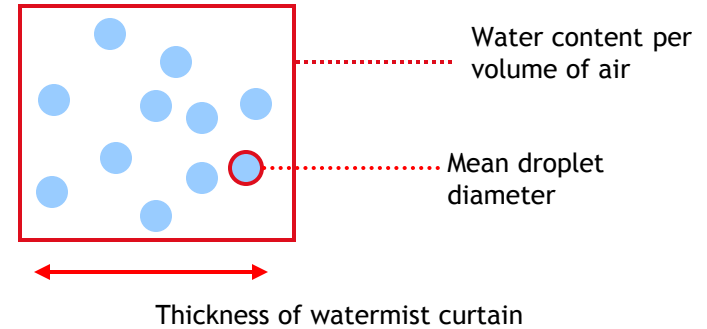 Water content per
volume of air
Mean droplet
diameter
Thickness of watermist curtain